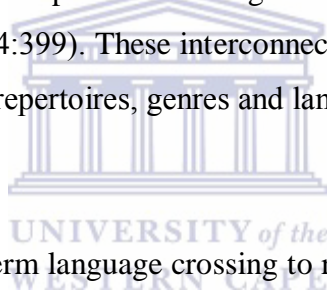 4:399). These interconnec
repertoires, genres and lan
UNIVERSITY of the
erm language crossing to
WESTERN CAPE